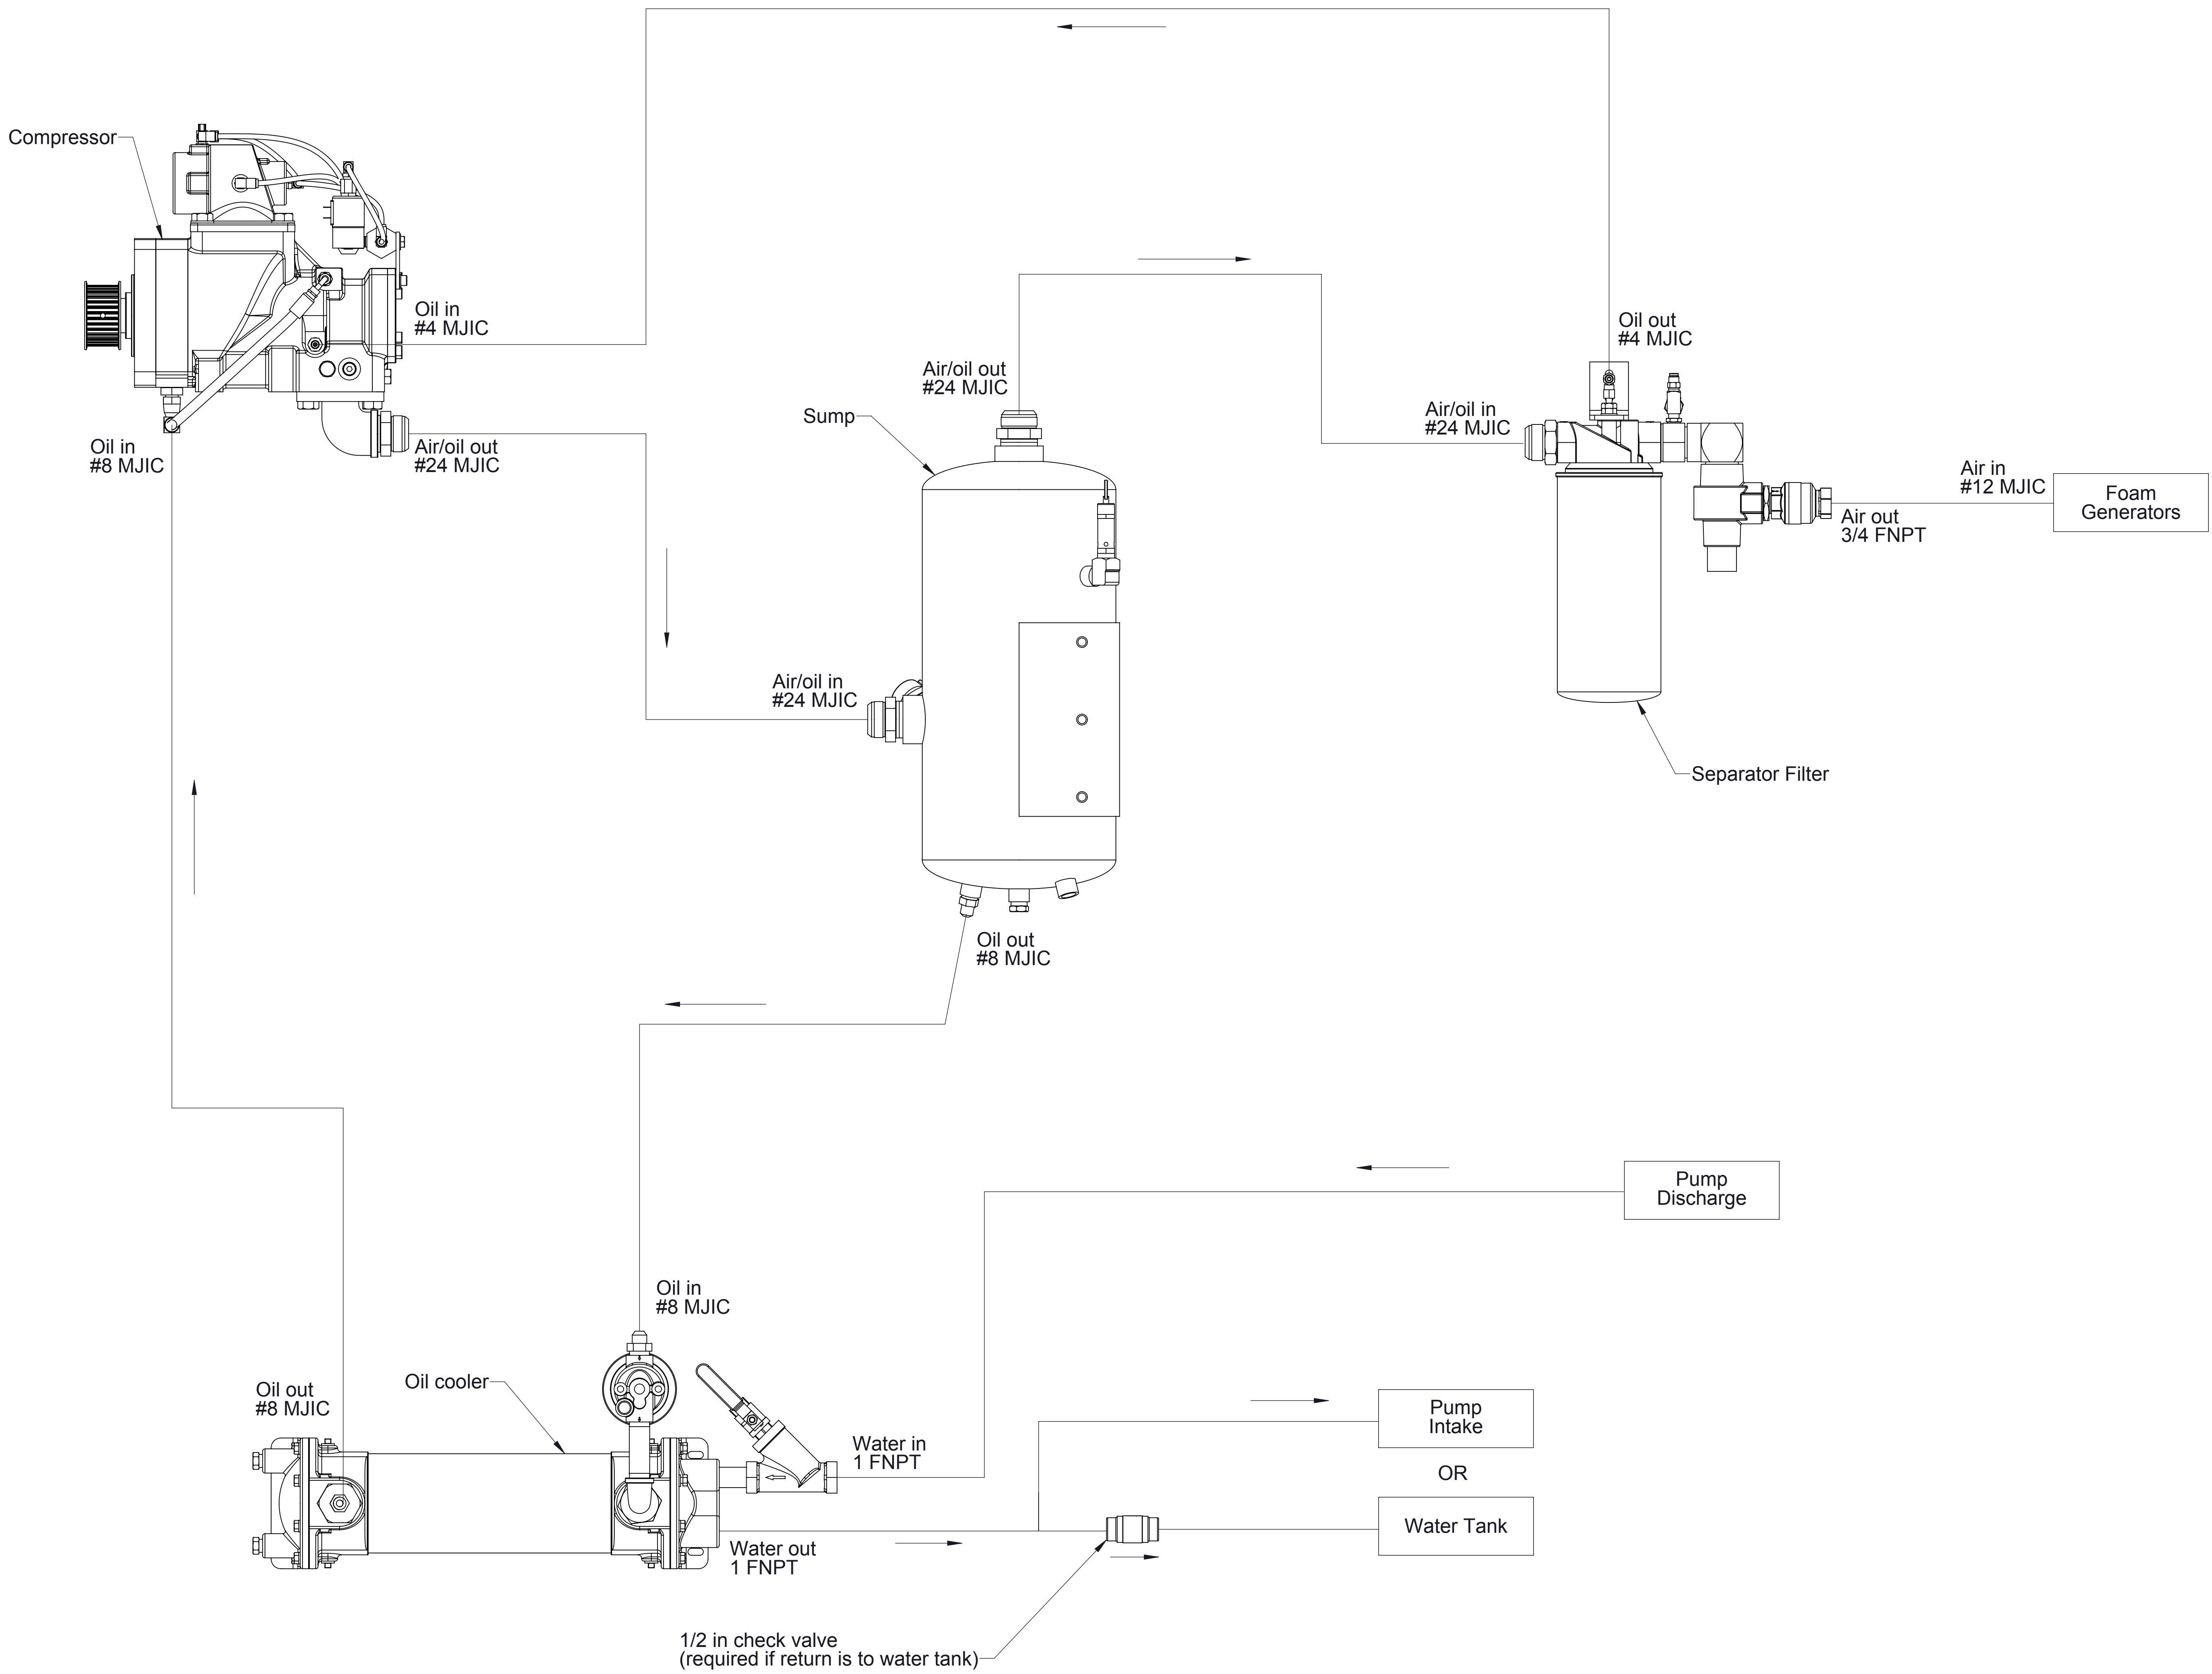 Compressor
Oil in
#4 MJIC
Oil out
#4 MJIC
Air/oil out
#24 MJIC
Sump
Air/oil in
#24 MJIC
Oil in
#8 MJIC
Air/oil out
#24 MJIC
Air in
#12 MJIC
Foam
Generators
Air out
3/4 FNPT
Air/oil in
#24 MJIC
Separator Filter
Oil out
#8 MJIC
Pump
Discharge
Oil in
#8 MJIC
Oil out
#8 MJIC
Oil cooler
Pump
Intake
Water in
1 FNPT
OR
Water Tank
Water out
1 FNPT
1/2 in check valve
(required if return is to water tank)